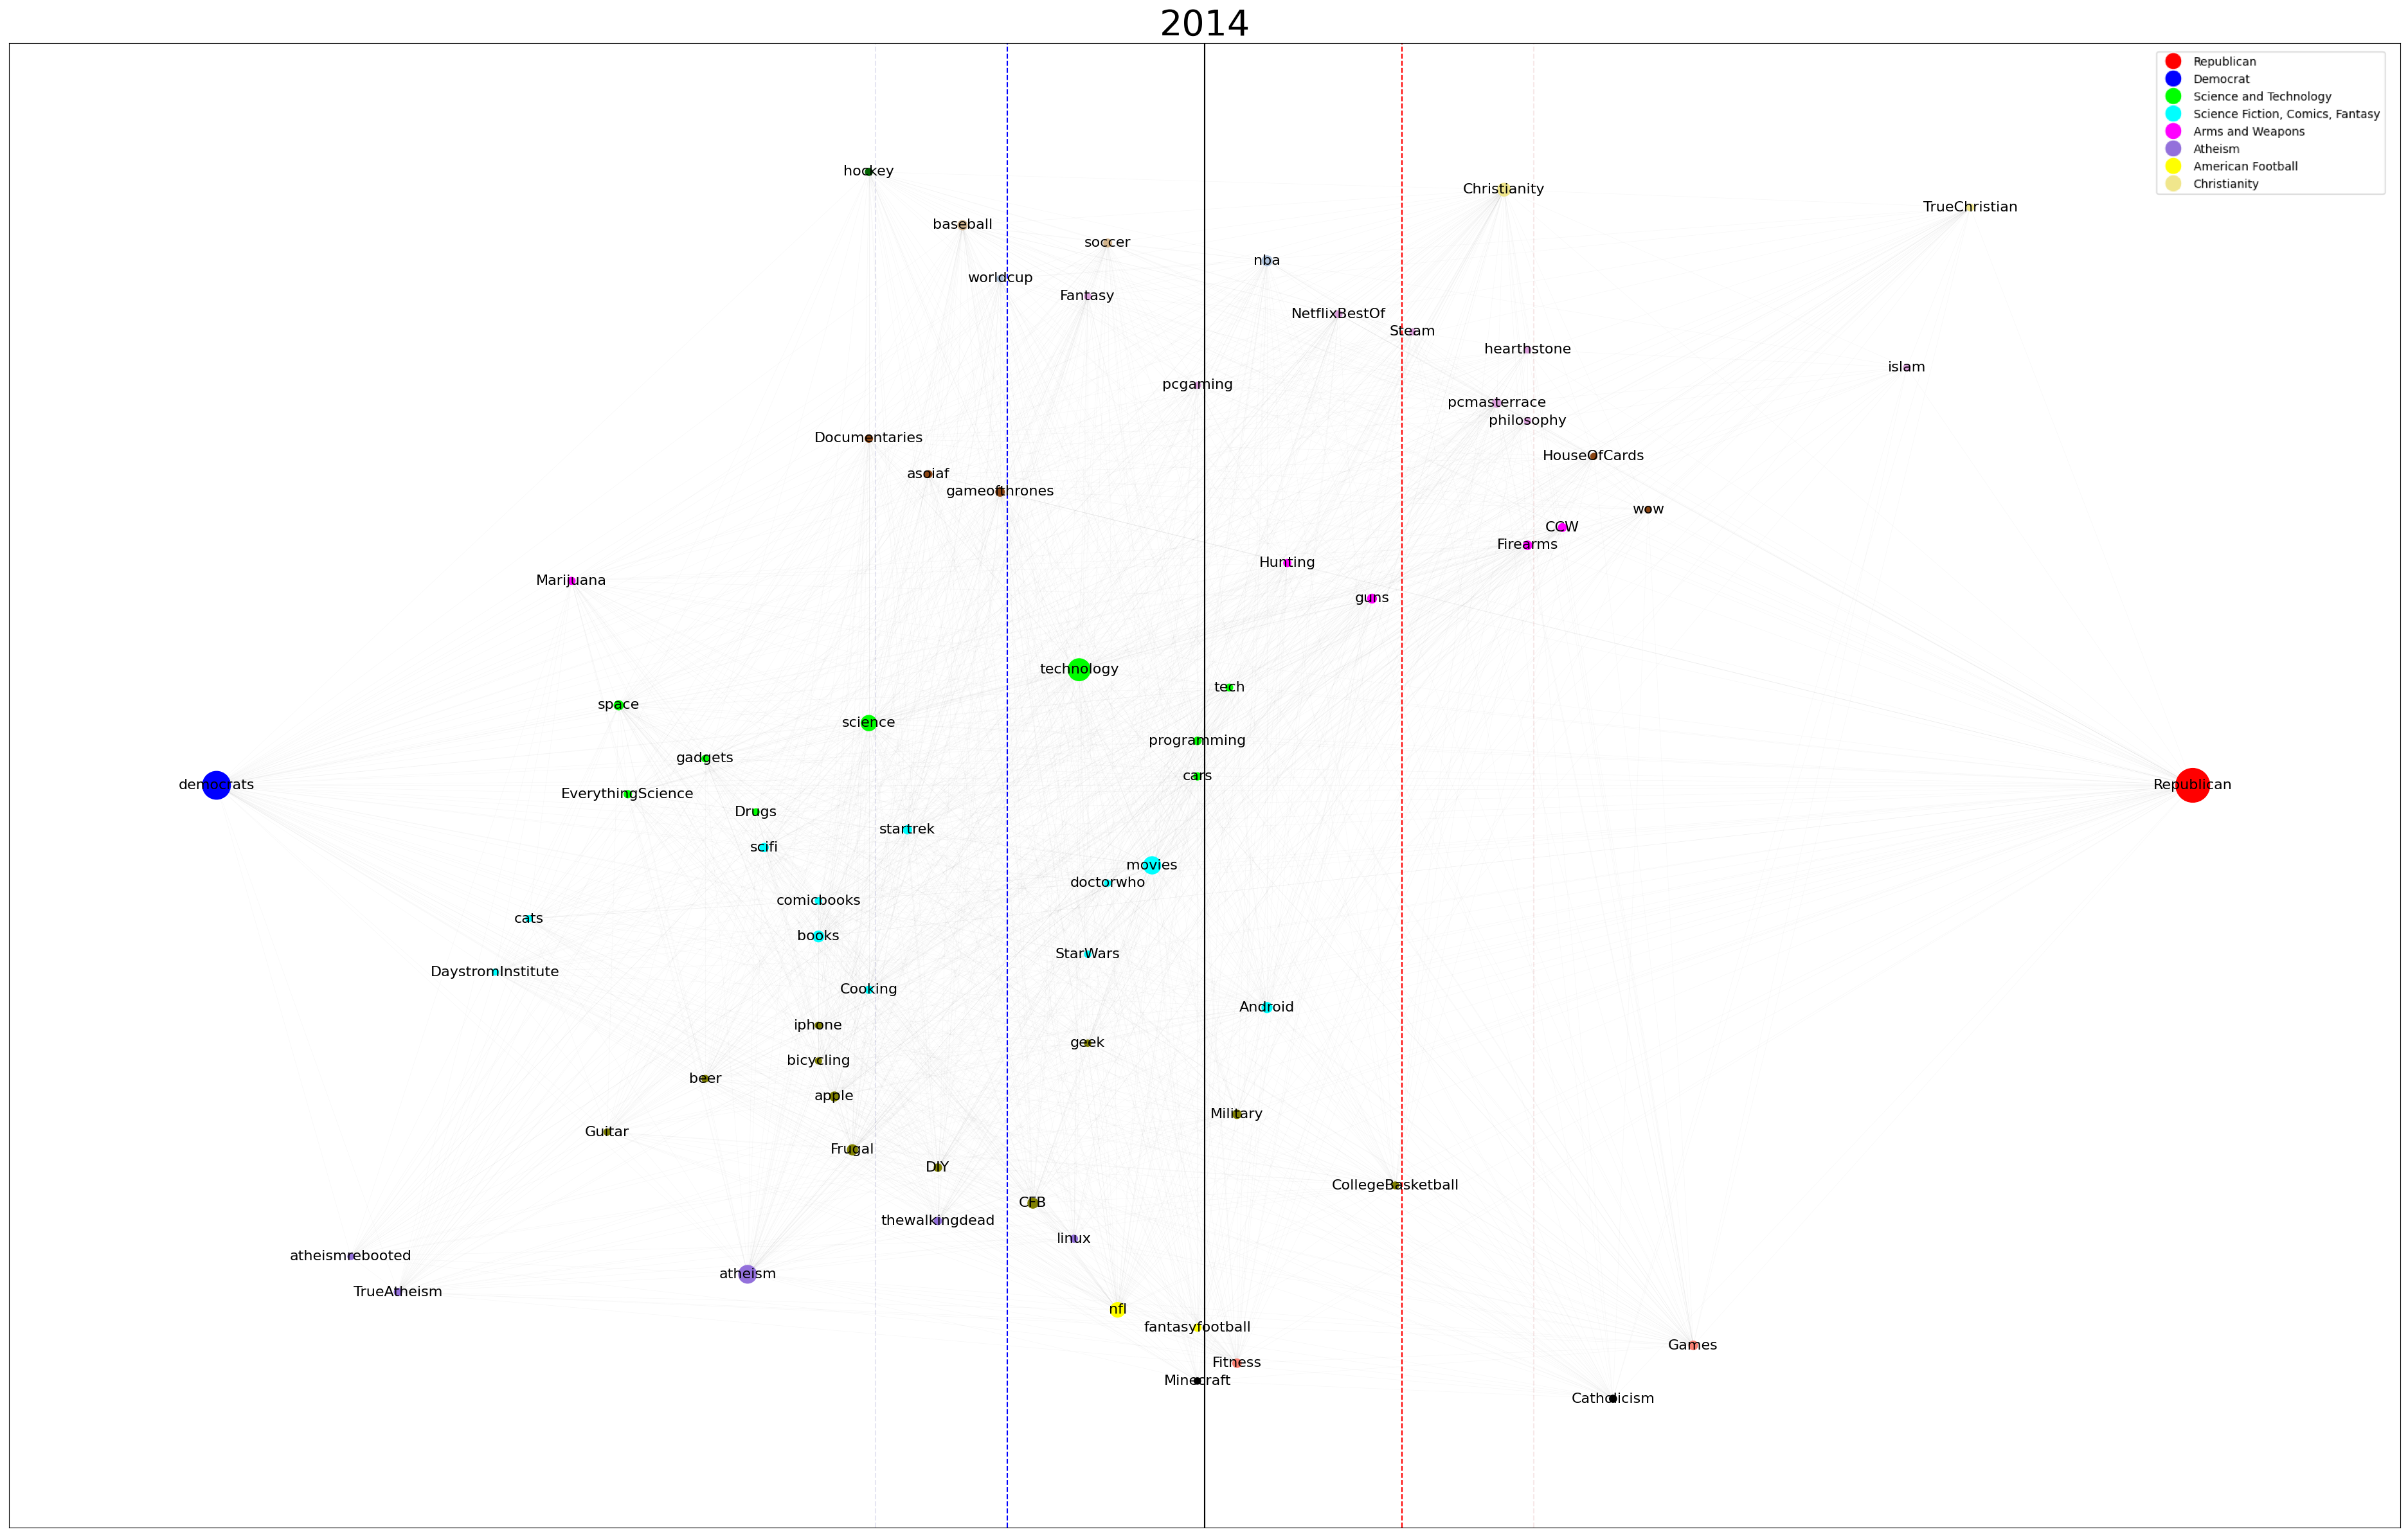 2014
Republican
Democrat
Science and Technology
Science Fiction, Comics, Fantasy
Arms and Weapons
Atheism
American Football
Christianity
hockey
Christianity
TrueChristian
baseball
soccer
nba
worldcup
Fantasy
NetflixBestOf
Steam
hearthstone
islam
pcgaming
pcmasterrace
philosophy
Documentaries
HouseOfCards
asoiaf
gameofthrones
wow
CCW
Firearms
Hunting
Marijuana
guns
technology
tech
space
science
programming
gadgets
cars
democrats
Republican
EverythingScience
Drugs
startrek
scifi
movies
doctorwho
comicbooks
cats
books
StarWars
DaystromInstitute
Cooking
Android
iphone
geek
bicycling
beer
apple
Military
Guitar
Frugal
DIY
CollegeBasketball
CFB
thewalkingdead
linux
atheismrebooted
atheism
TrueAtheism
nfl
fantasyfootball
Games
Fitness
Minecraft
Catholicism